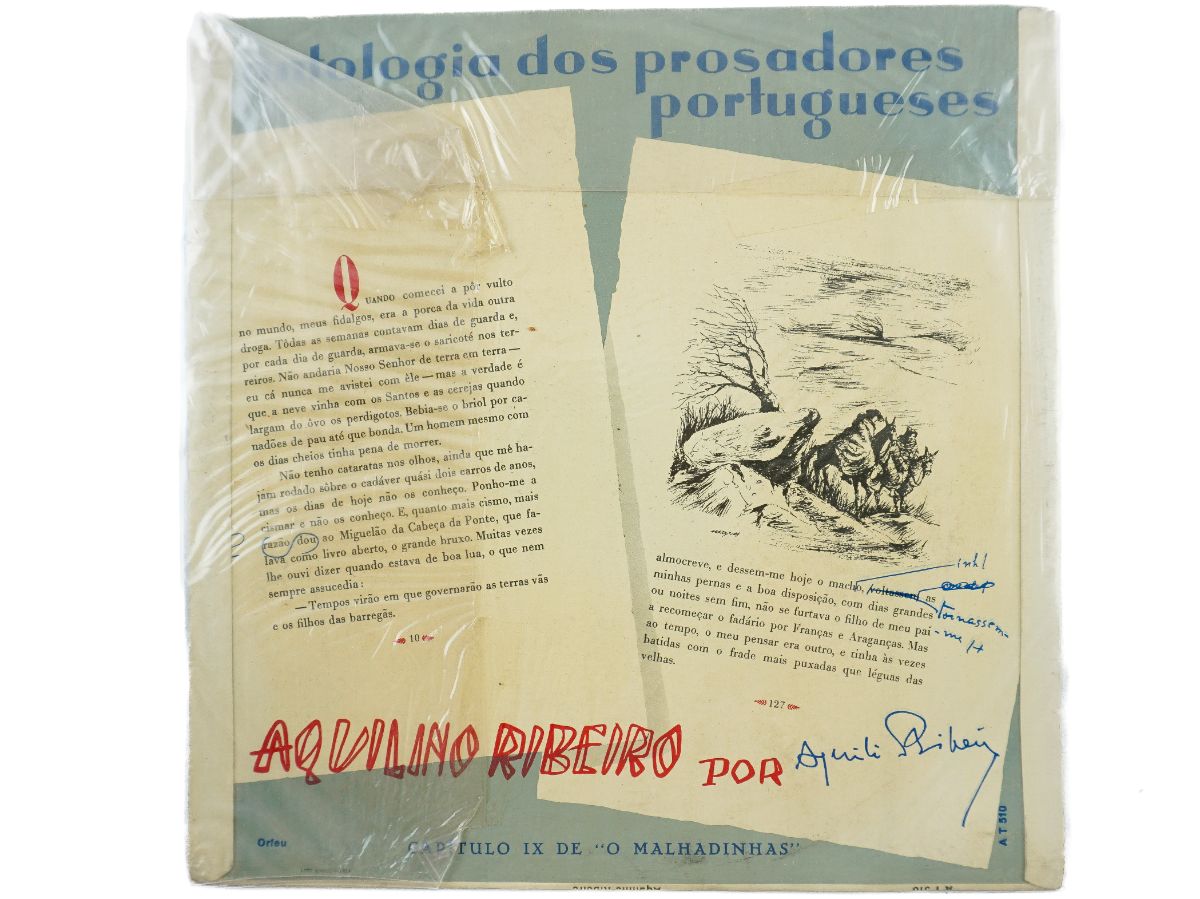 antologia dos prosadores
portugueses
QUANDO comecei a pôr vulto
no mundo, meus fidalgos, era a porca da vida outra
droga. Tôdas as semanas contavam dias de guarda e,
por cada dia de guarda, armava-se o saricoté nos ter-
reiros. Não andaria Nosso Senhor de terra em terra —
eu cá nunca me avistei com êle — mas a verdade é
que a neve vinha com os Santos e as cerejas quando
largam do ôvo os perdigotos. Bebia-se o briol por ca-
nadões de pau até que bonda. Um homem mesmo com
os dias cheios tinha pena de morrer.
Não tenho cataratas nos olhos, ainda que mé ha-
jam rodado sôbre o cadáver quási dois carros de anos,
mas os dias de hoje não os conheço. Ponho-me a
cismar e não os conheço. E, quanto mais cismo, mais
razão dou ao Miguelão da Cabeça da Ponte, que fa-
lava como livro aberto, o grande bruxo. Muitas vezes
lhe ouvi dizer quando estava de boa lua, o que nem
sempre assucedia:
— Tempos virão em que governarão as terras vãs
e os filhos das barregãs.
10
almocreve, e dessem-me hoje o macho, voltassem as
minhas pernas e a boa disposição, com dias grandes
ou noites sem fim, não se furtava o filho de meu pai
a recomeçar o fadário por Franças e Araganças. Mas
ao tempo, o meu pensar era outro, e tinha às vezes
batidas com o frade mais puxadas que léguas das
velhas.
tornassem-
-me
127
AQUILINO RIBEIRO POR Aquilino Ribeiro
Orfeu
CAPÍTULO IX DE "O MALHADINHAS"
AT 510